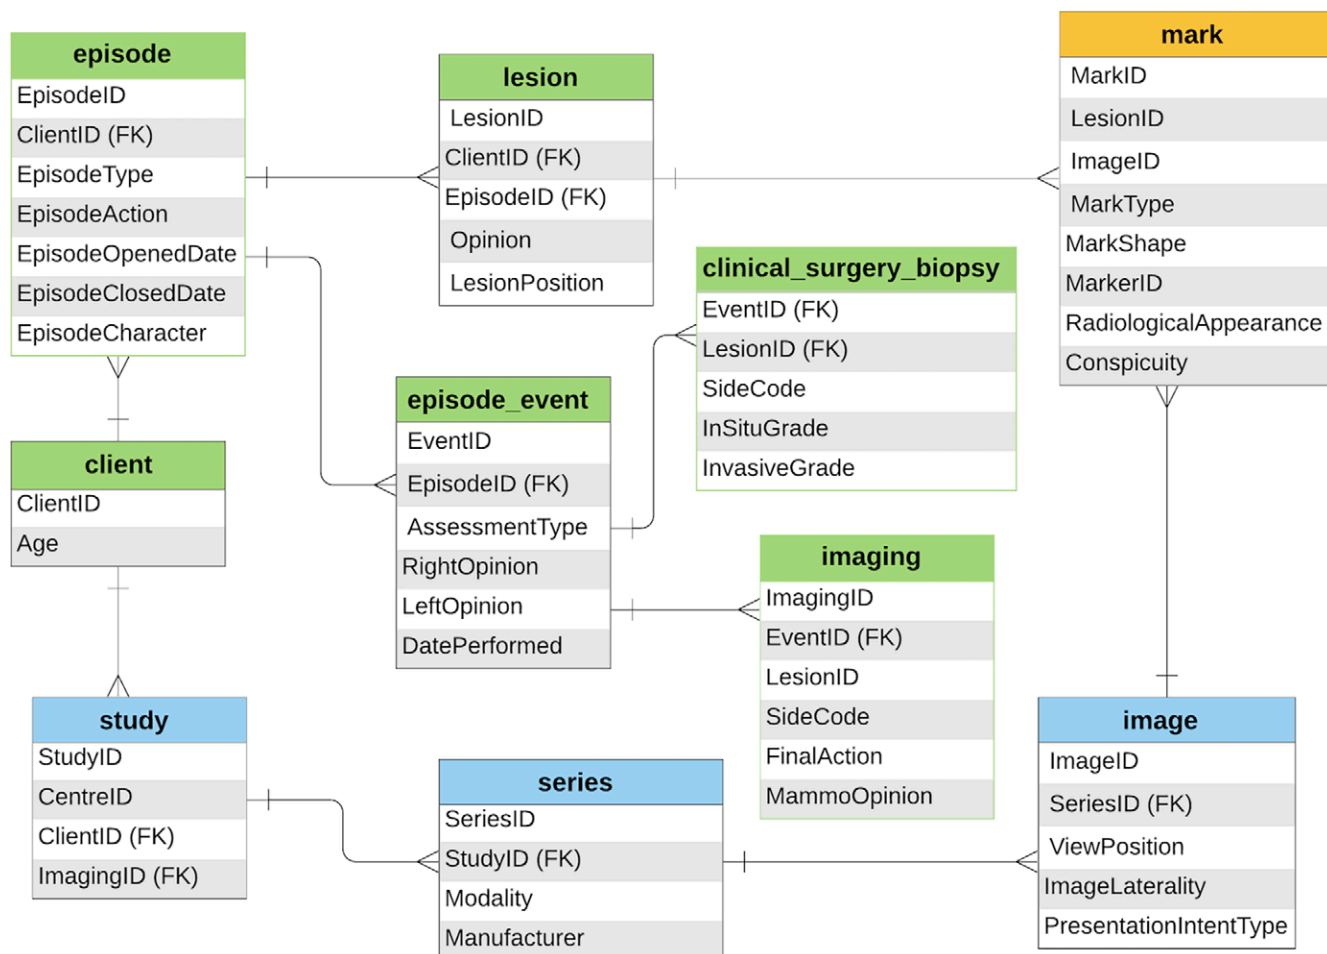 episode
EpisodeID
ClientID (FK)
EpisodeType
EpisodeAction
EpisodeOpenedDate
EpisodeClosedDate
EpisodeCharacter
lesion
LesionID
ClientID (FK)
EpisodeID (FK)
Opinion
LesionPosition
mark
MarkID
LesionID
ImageID
MarkType
MarkShape
MarkerID
RadiologicalAppearance
Conspicuity
clinical_surgery_biopsy
EventID (FK)
LesionID (FK)
SideCode
InSituGrade
InvasiveGrade
episode_event
EventID
EpisodeID (FK)
AssessmentType
RightOpinion
LeftOpinion
DatePerformed
client
ClientID
Age
imaging
ImagingID
EventID (FK)
LesionID
SideCode
FinalAction
MammoOpinion
study
StudyID
CentreID
ClientID (FK)
ImagingID (FK)
series
SeriesID
StudyID (FK)
Modality
Manufacturer
image
ImageID
SeriesID (FK)
ViewPosition
ImageLaterality
PresentationIntentType